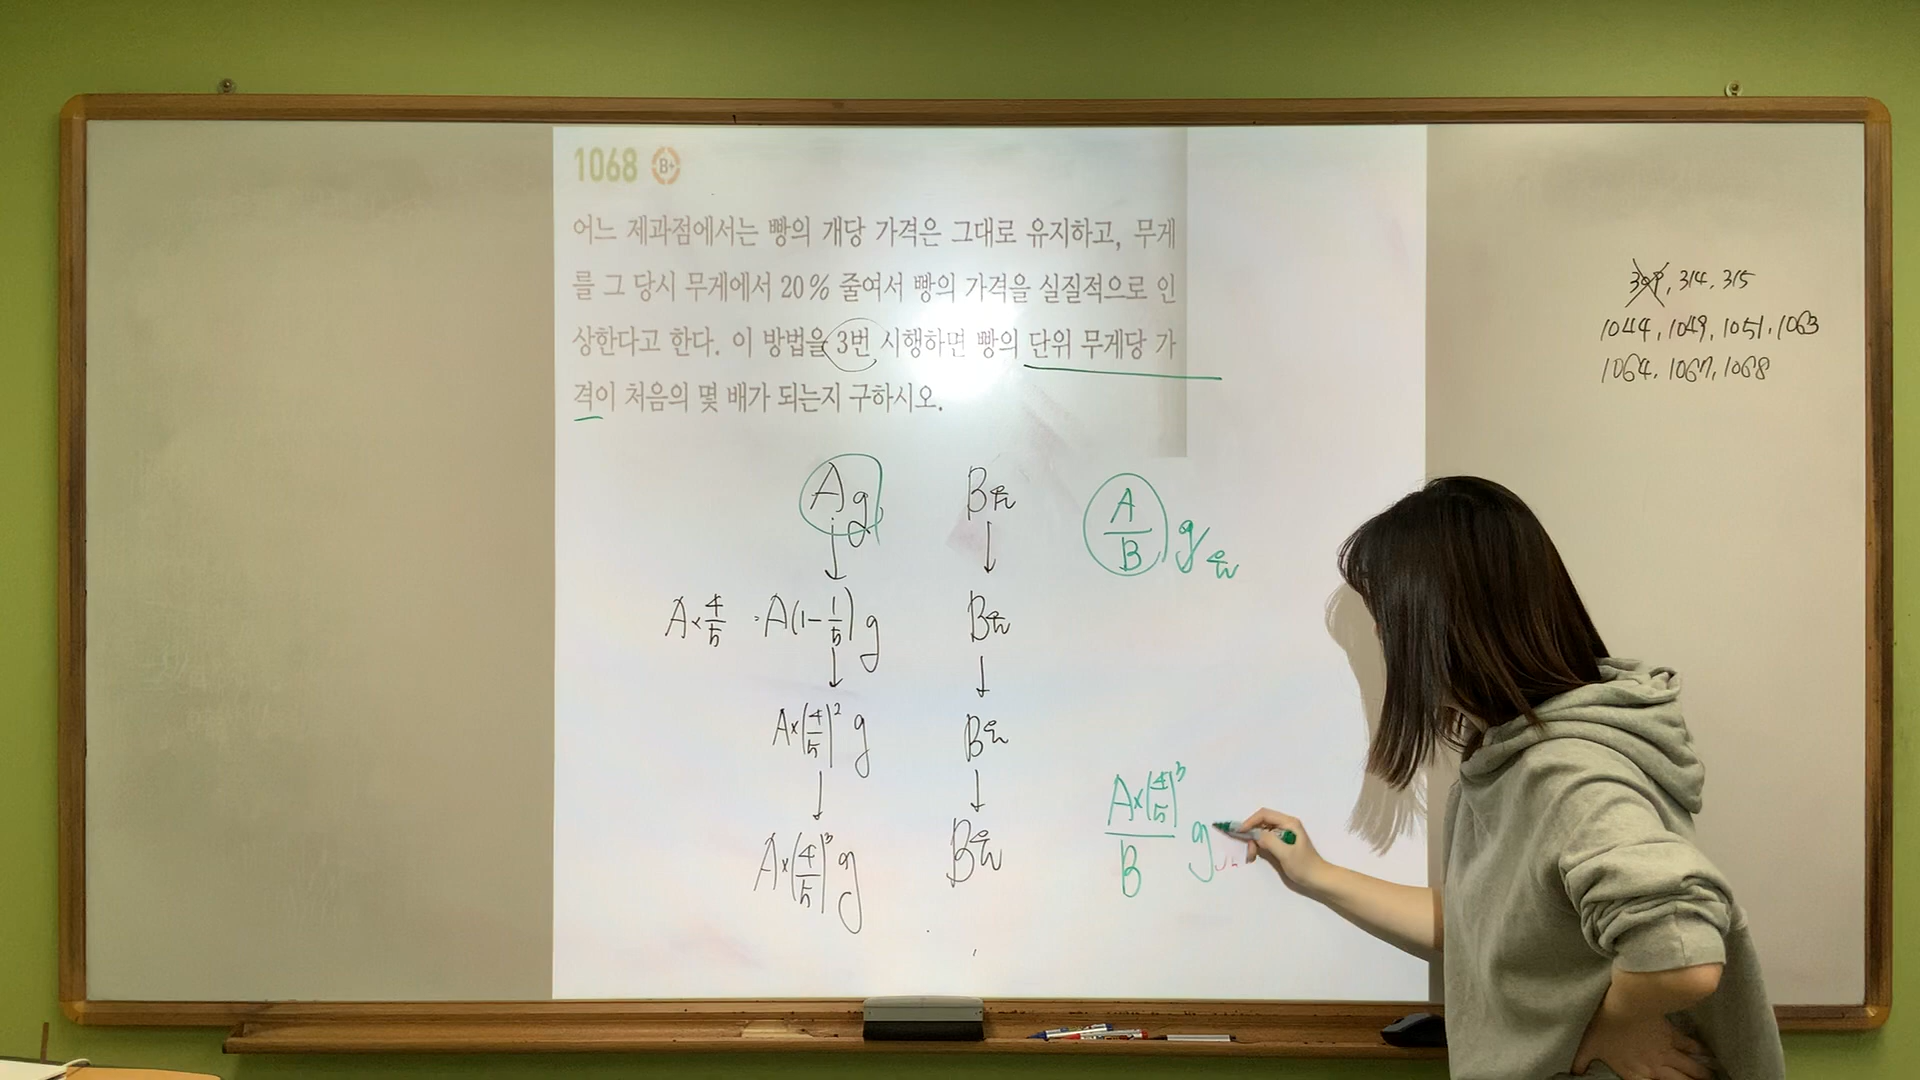 1068 B+
어느 제과점에서는 빵의 개당 가격은 그대로 유지하고, 무게
를 그 당시 무게에서 20% 줄여서 빵의 가격을 실질적으로 인
상한다고 한다. 이 방법을 3번 시행하면 빵의 단위 무게당 가
격이 처음의 몇 배가 되는지 구하시오.
309, 314, 315
1044, 1049, 1051, 1063
1064, 1067, 1068
A g B원 A/B g/원
A×4/5 = A(1-1/5) g B원
A×(4/5)² g B원
A×(4/5)³ g B원 A×(4/5)³/B g